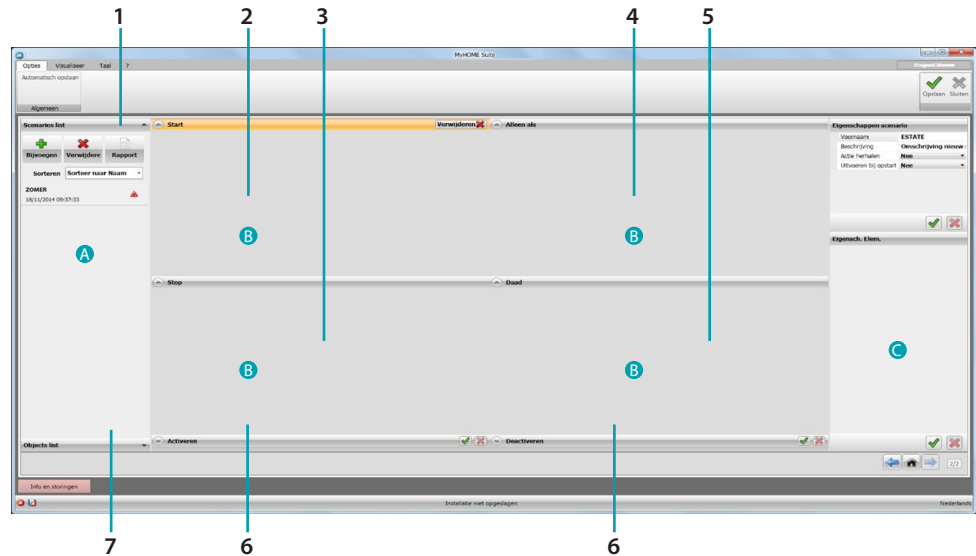 1 2 3 4 5
MyHOME Suite
Opties Visualiseer Taal ?
Automatisch opslaan
Algemeen
Opslaan Sluiten
Scenarios list
Bijvoegen Verwijdere Rapport
Sorteren Sorteer naar Naam
ZOMER
18/11/2014 09:37:33
A
Objects list
Start Verwijderen
B
Alleen als
B
Stop
B
Daad
B
Activeren
Deactiveren
Eigenschappen scenario
Voornaam ESTATE
Beschrijving Omschrijving nieuw
Actie herhalen Nee
Uitvoeren bij opstart Nee
Eigensch. Elem.
C
2/2
Info en storingen
Installatie niet opgeslagen
Nederlands
7 6 6